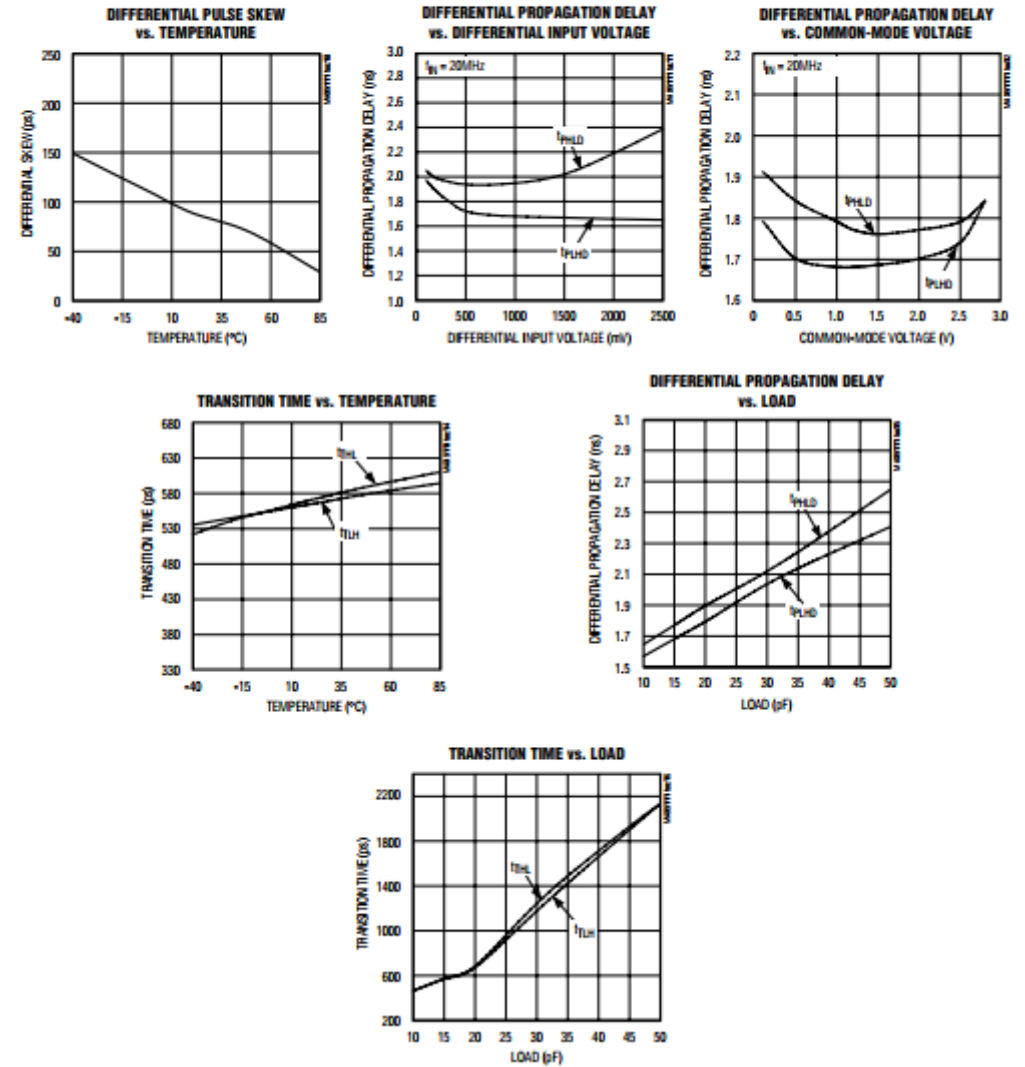 DIFFERENTIAL PULSE SKEW
vs. TEMPERATURE
250
200
150
100
50
0
DIFFERENTIAL SKEW (ps)
-40 -15 10 35 60 85
TEMPERATURE (°C)
DIFFERENTIAL PROPAGATION DELAY
vs. DIFFERENTIAL INPUT VOLTAGE
3.0
2.8
2.6
2.4
2.2
2.0
1.8
1.6
1.4
1.2
1.0
DIFFERENTIAL PROPAGATION DELAY (ns)
fIN = 20MHz
tPHLD
tPLHD
0 500 1000 1500 2000 2500
DIFFERENTIAL INPUT VOLTAGE (mV)
DIFFERENTIAL PROPAGATION DELAY
vs. COMMON-MODE VOLTAGE
2.2
2.1
2.0
1.9
1.8
1.7
1.6
DIFFERENTIAL PROPAGATION DELAY (ns)
fIN = 20MHz
tPHLD
tPLHD
0 0.5 1.0 1.5 2.0 2.5 3.0
COMMON-MODE VOLTAGE (V)
TRANSITION TIME vs. TEMPERATURE
680
630
580
530
480
430
380
330
TRANSITION TIME (ps)
tTHL
tTLH
-40 -15 10 35 60 85
TEMPERATURE (°C)
DIFFERENTIAL PROPAGATION DELAY
vs. LOAD
3.1
2.9
2.7
2.5
2.3
2.1
1.9
1.7
1.5
DIFFERENTIAL PROPAGATION DELAY (ns)
tPHLD
tPLHD
10 15 20 25 30 35 40 45 50
LOAD (pF)
TRANSITION TIME vs. LOAD
2200
1800
1400
1000
600
200
TRANSITION TIME (ps)
tTHL
tTLH
10 15 20 25 30 35 40 45 50
LOAD (pF)